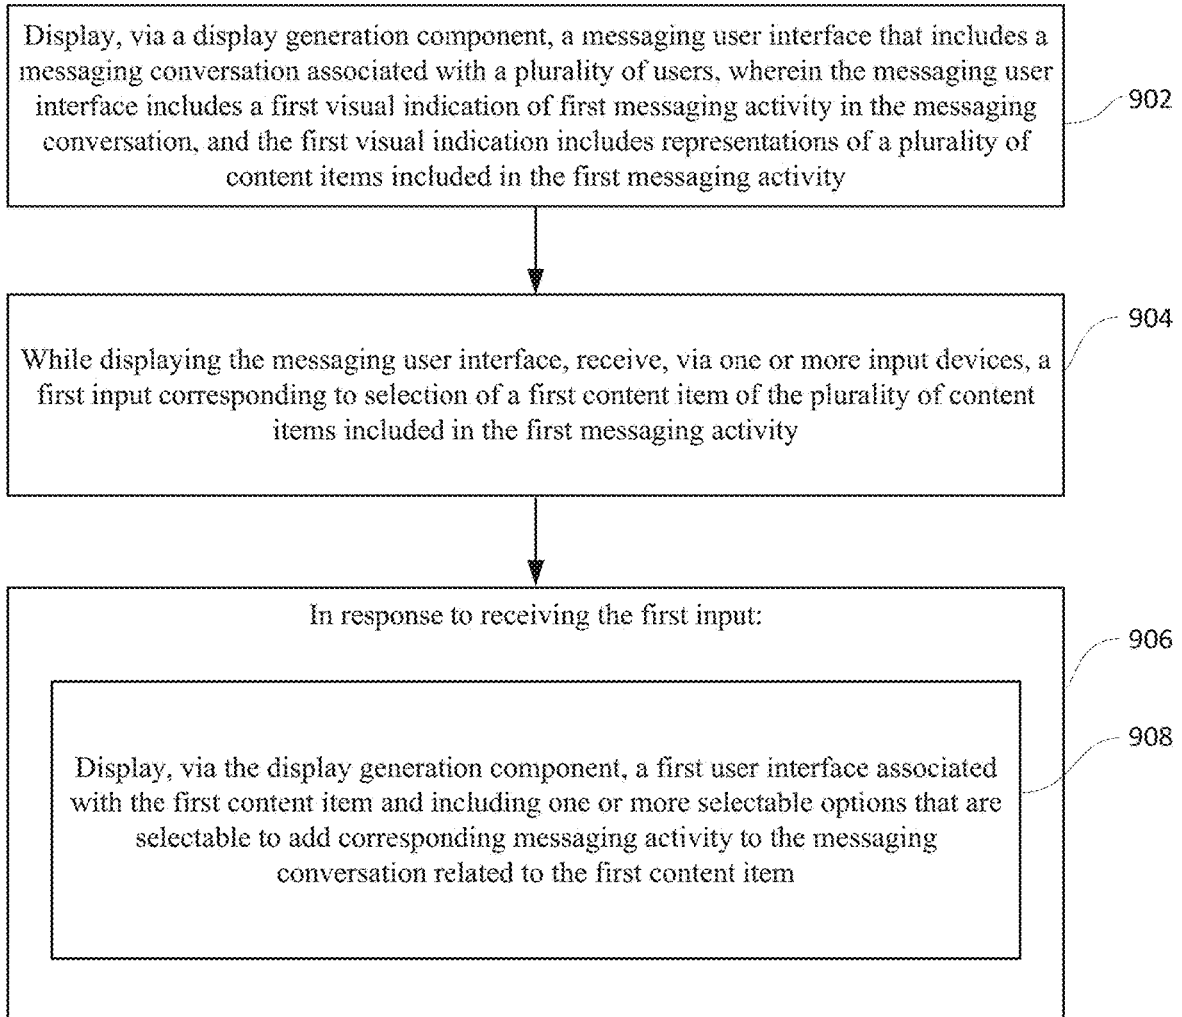 Display, via a display generation component, a messaging user interface that includes a
messaging conversation associated with a plurality of users, wherein the messaging user
interface includes a first visual indication of first messaging activity in the messaging
conversation, and the first visual indication includes representations of a plurality of
content items included in the first messaging activity
902
While displaying the messaging user interface, receive, via one or more input devices, a
first input corresponding to selection of a first content item of the plurality of content
items included in the first messaging activity
904
In response to receiving the first input:
906
Display, via the display generation component, a first user interface associated
with the first content item and including one or more selectable options that are
selectable to add corresponding messaging activity to the messaging
conversation related to the first content item
908